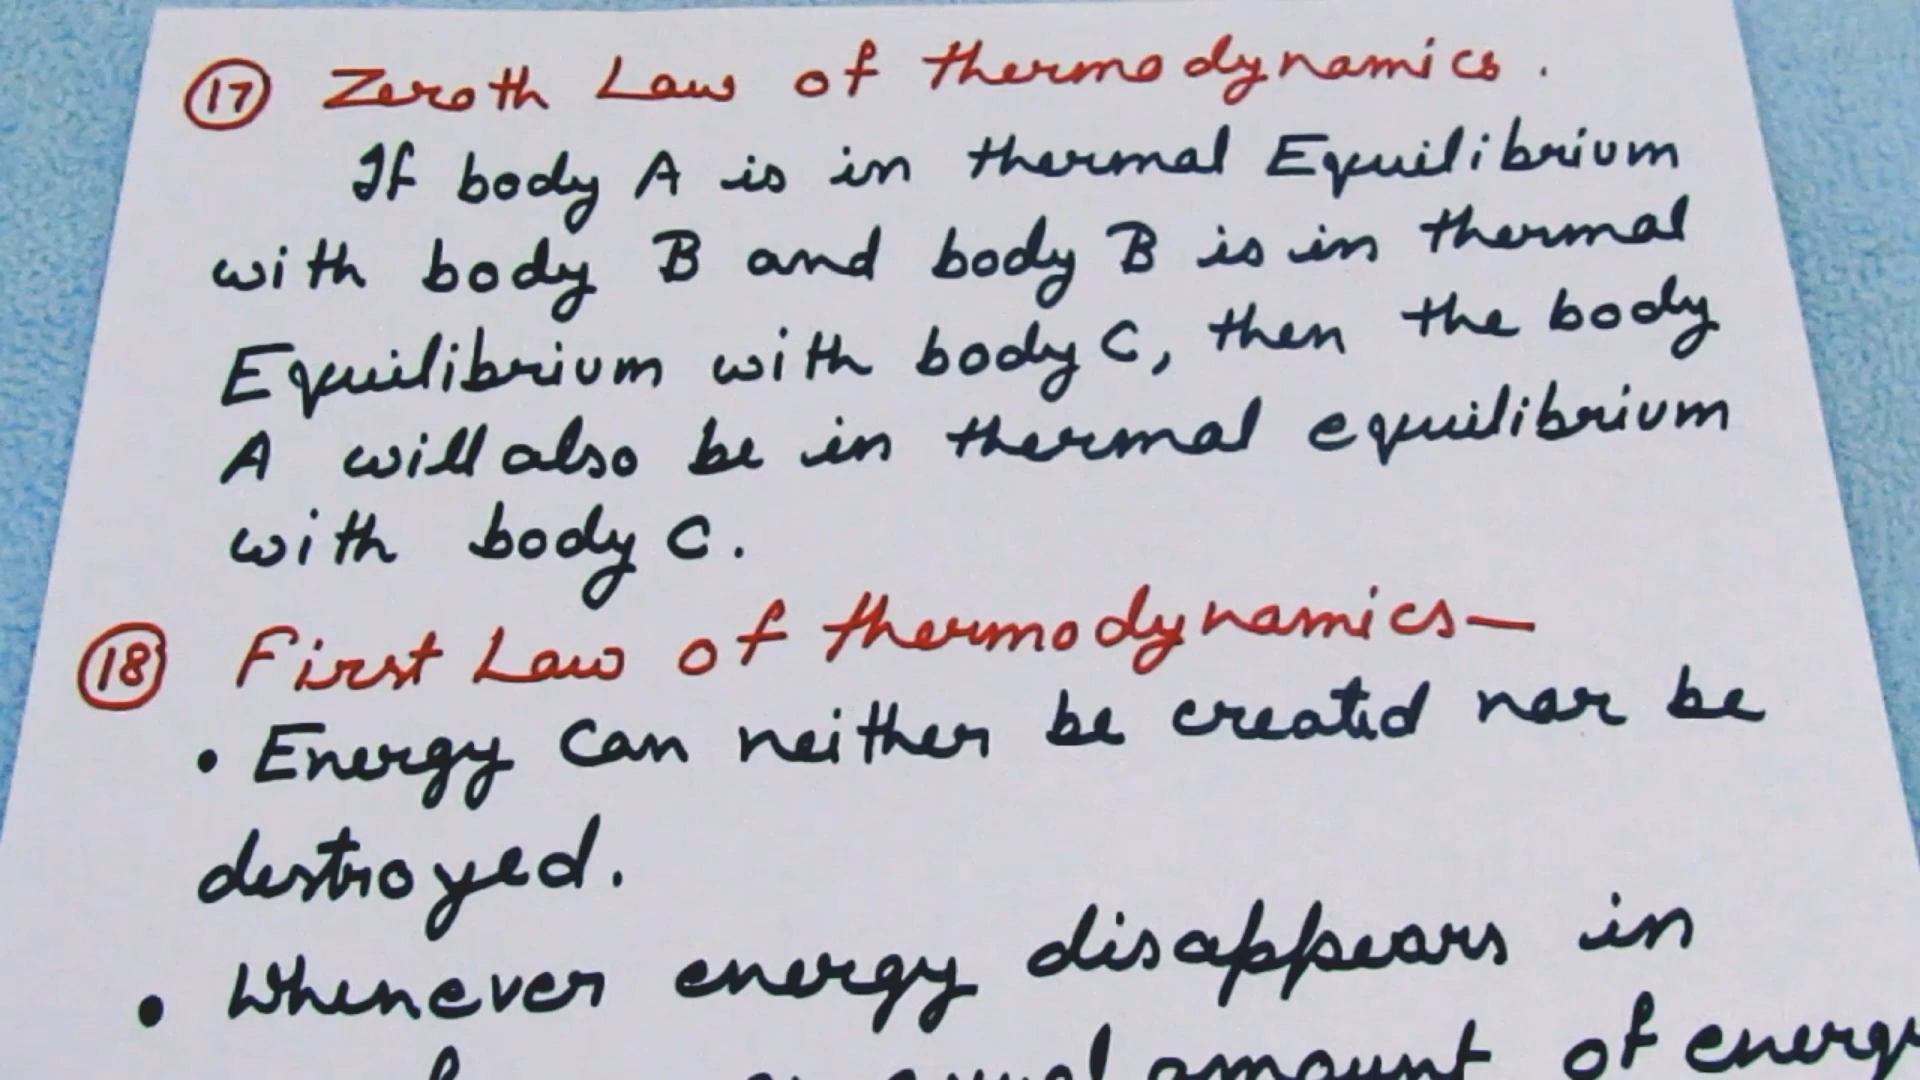 17 Zeroth Law of thermodynamics.
If body A is in thermal Equilibrium
with body B and body B is in thermal
Equilibrium with body C, then the body
A will also be in thermal equilibrium
with body C.
18 First Law of thermodynamics—
• Energy can neither be created nor be
destroyed.
• Whenever energy disappears in
equal amount of energy